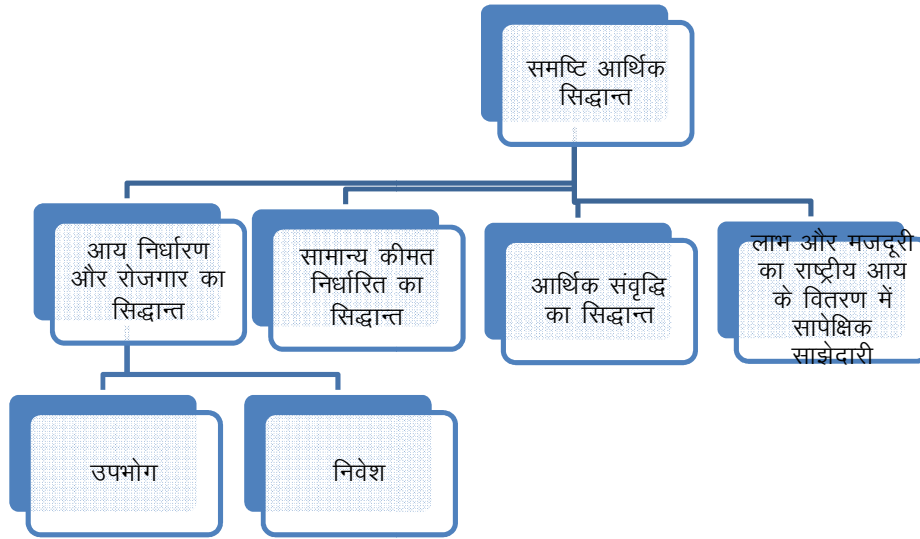 समष्टि आर्थिक
सिद्धान्त
आय निर्धारण
और रोजगार का
सिद्धान्त
सामान्य कीमत
निर्धारित का
सिद्धान्त
आर्थिक संवृद्धि
का सिद्धान्त
लाभ और मजदूरी
का राष्ट्रीय आय
के वितरण में
सापेक्षिक
साझेदारी
उपभोग
निवेश